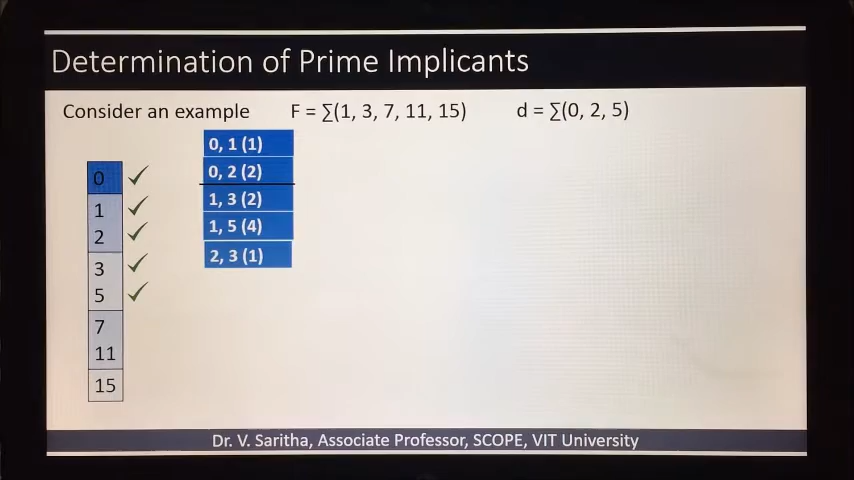 Determination of Prime Implicants
Consider an example F = ∑(1, 3, 7, 11, 15) d = ∑(0, 2, 5)
0, 1 (1)
0, 2 (2)
1, 3 (2)
1, 5 (4)
2, 3 (1)
0
1
2
3
5
7
11
15
Dr. V. Saritha, Associate Professor, SCOPE, VIT University